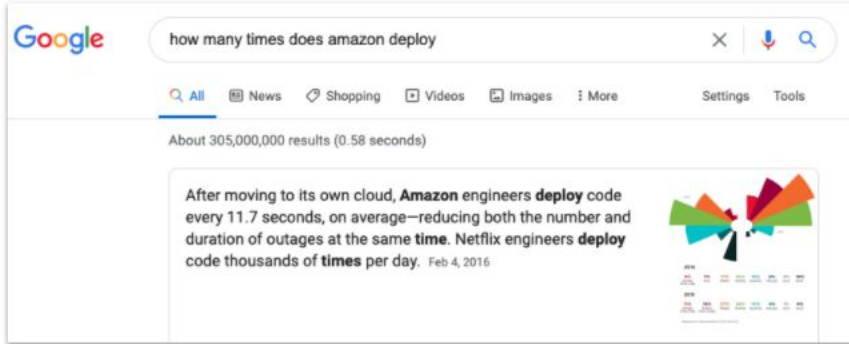 Google
how many times does amazon deploy
All News Shopping Videos Images More Settings Tools
About 305,000,000 results (0.58 seconds)
After moving to its own cloud, Amazon engineers deploy code
every 11.7 seconds, on average—reducing both the number and
duration of outages at the same time. Netflix engineers deploy
code thousands of times per day. Feb 4, 2016